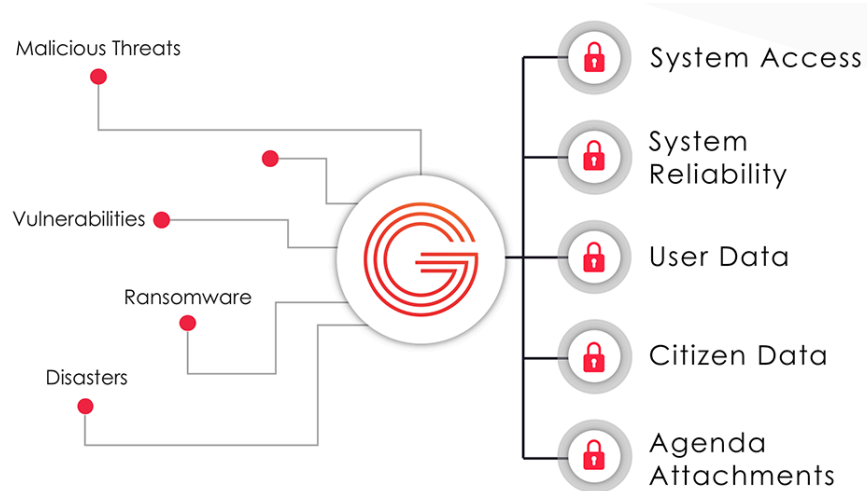 Malicious Threats
Vulnerabilities
Ransomware
Disasters
System Access
System
Reliability
User Data
Citizen Data
Agenda
Attachments